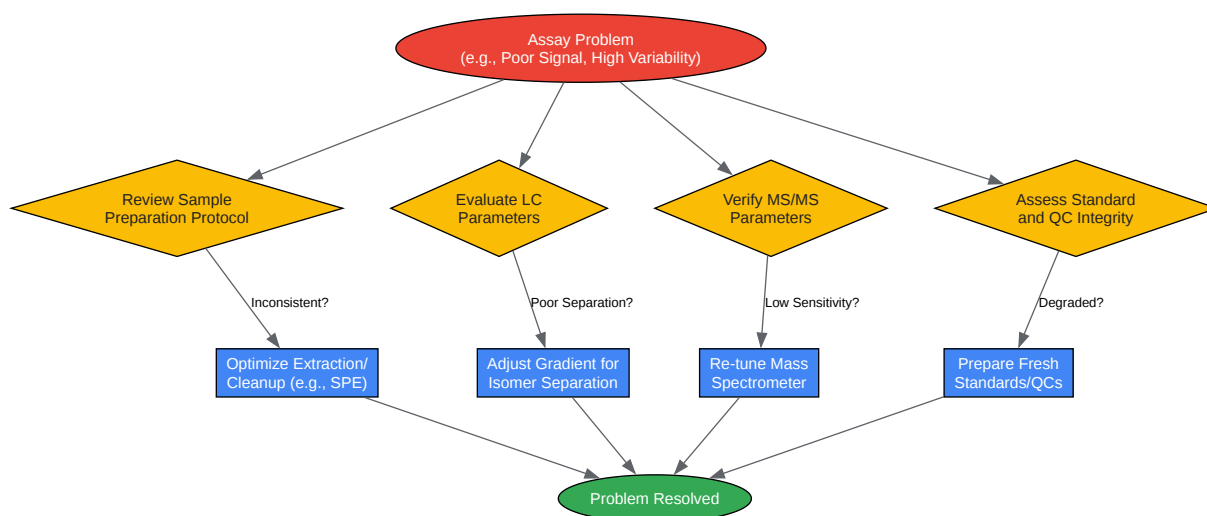 Assay Problem
(e.g., Poor Signal, High Variability)
Review Sample
Preparation Protocol
Evaluate LC
Parameters
Verify MS/MS
Parameters
Assess Standard
and QC Integrity
Inconsistent?
Poor Separation?
Low Sensitivity?
Degraded?
Optimize Extraction/
Cleanup (e.g., SPE)
Adjust Gradient for
Isomer Separation
Re-tune Mass
Spectrometer
Prepare Fresh
Standards/QCs
Problem Resolved